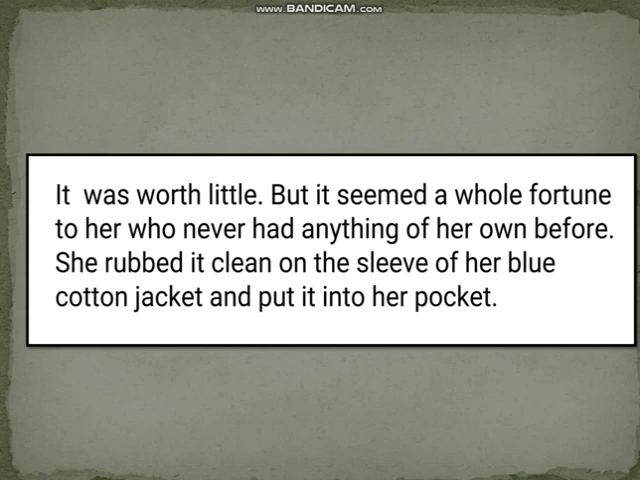 www.BANDICAM.com
It was worth little. But it seemed a whole fortune
to her who never had anything of her own before.
She rubbed it clean on the sleeve of her blue
cotton jacket and put it into her pocket.